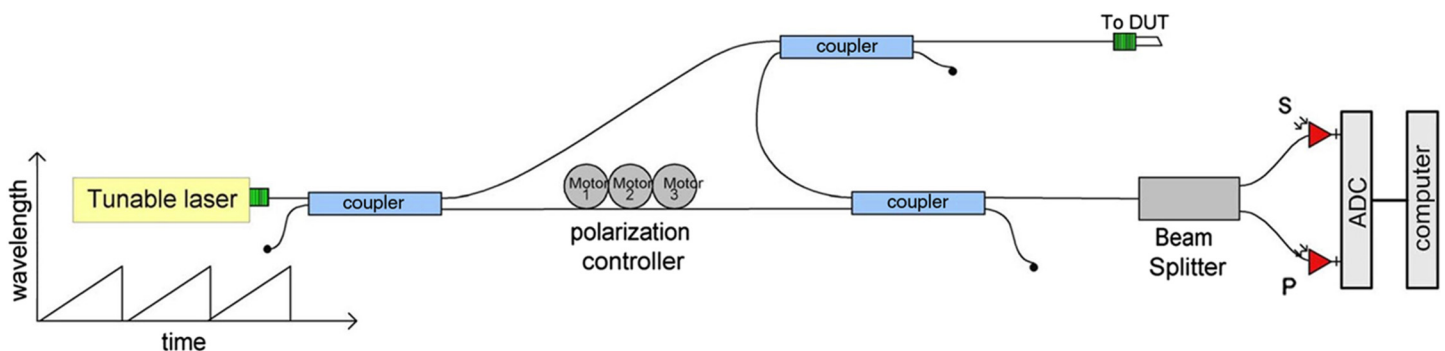 To DUT
coupler
S
wavelength
Tunable laser
coupler
Motor
1
Motor
2
Motor
3
polarization
controller
coupler
Beam
Splitter
P
ADC
computer
time